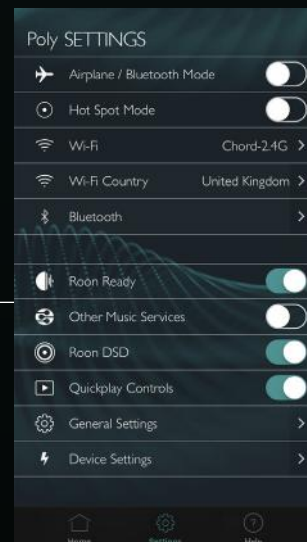 Poly SETTINGS
Airplane / Bluetooth Mode
Hot Spot Mode
Wi-Fi Chord-2.4G >
Wi-Fi Country United Kingdom >
Bluetooth >
Roon Ready
Other Music Services
Roon DSD
Quickplay Controls
General Settings >
Device Settings >
Home Settings Help